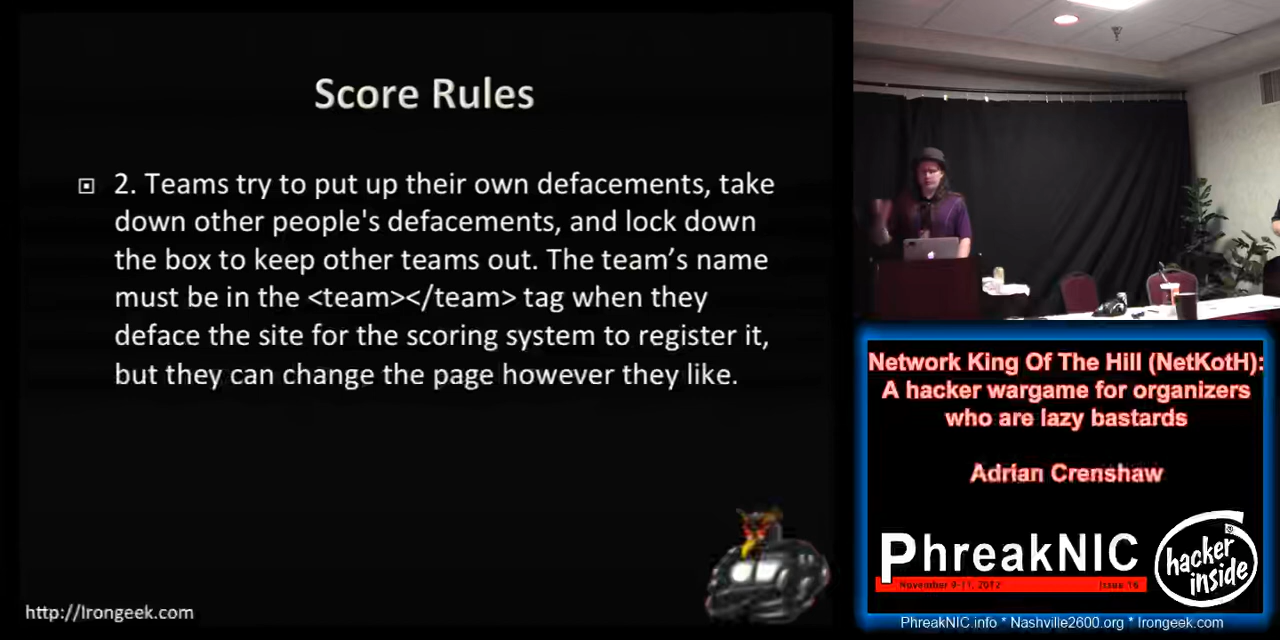 Score Rules
2. Teams try to put up their own defacements, take
down other people's defacements, and lock down
the box to keep other teams out. The team’s name
must be in the <team></team> tag when they
deface the site for the scoring system to register it,
but they can change the page however they like.
http://Irongeek.com
Network King Of The Hill (NetKotH):
A hacker wargame for organizers
who are lazy bastards
Adrian Crenshaw
PhreakNIC
November 9-11, 2012 Issue 16
hacker
inside
®
PhreakNIC.info * Nashville2600.org * Irongeek.com